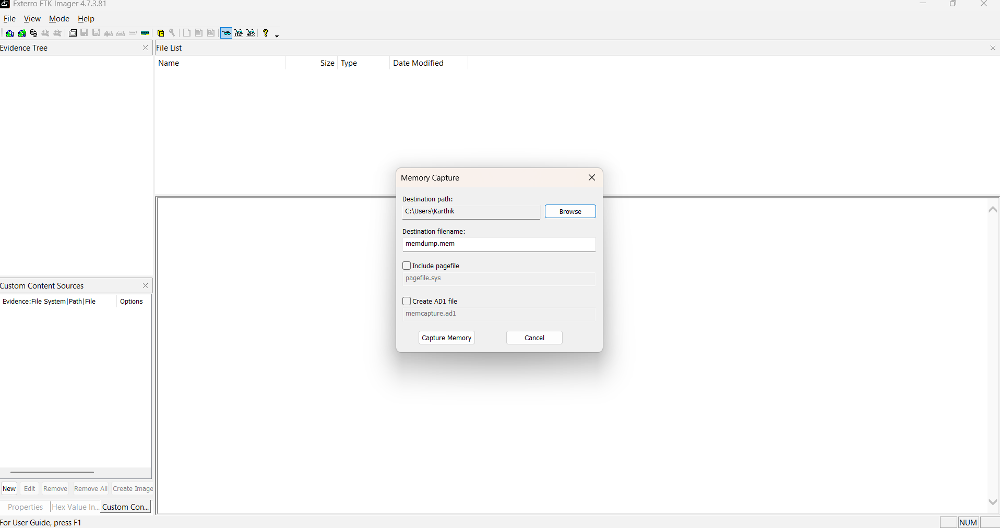 Exterro FTK Imager 4.7.3.81
File View Mode Help
TEXT HEX ?
Evidence Tree
File List
Name Size Type Date Modified
Memory Capture
Destination path:
C:\Users\Karthik Browse
Destination filename:
memdump.mem
Include pagefile
pagefile.sys
Create AD1 file
memcapture.ad1
Capture Memory Cancel
Custom Content Sources
Evidence:File System|Path|File Options
New Edit Remove Remove All Create Image
Properties Hex Value In... Custom Con...
For User Guide, press F1
NUM